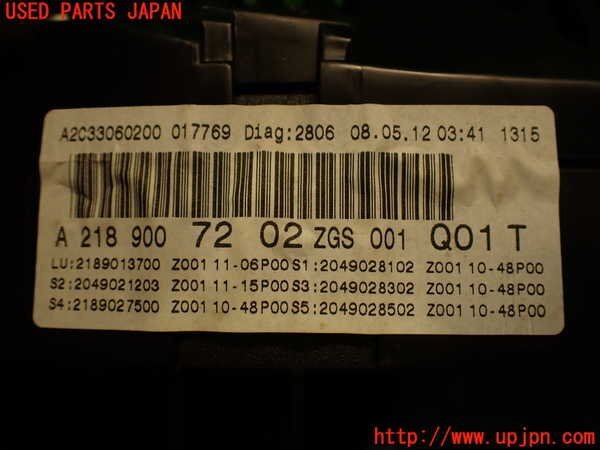 USED PARTS JAPAN
A2C33060200 017769 Diag:2806 08.05.12 03:41 1315
A 218 900 72 02 ZGS 001 Q01 T
LU:2189013700 Z001 11-06P00 S1:2049028102 Z001 10-48P00
S2:2049021203 Z001 11-15P00 S3:2049028302 Z001 10-48P00
S4:2189027500 Z001 10-48P00 S5:2049028502 Z001 10-48P00
http://www.upjpn.com/